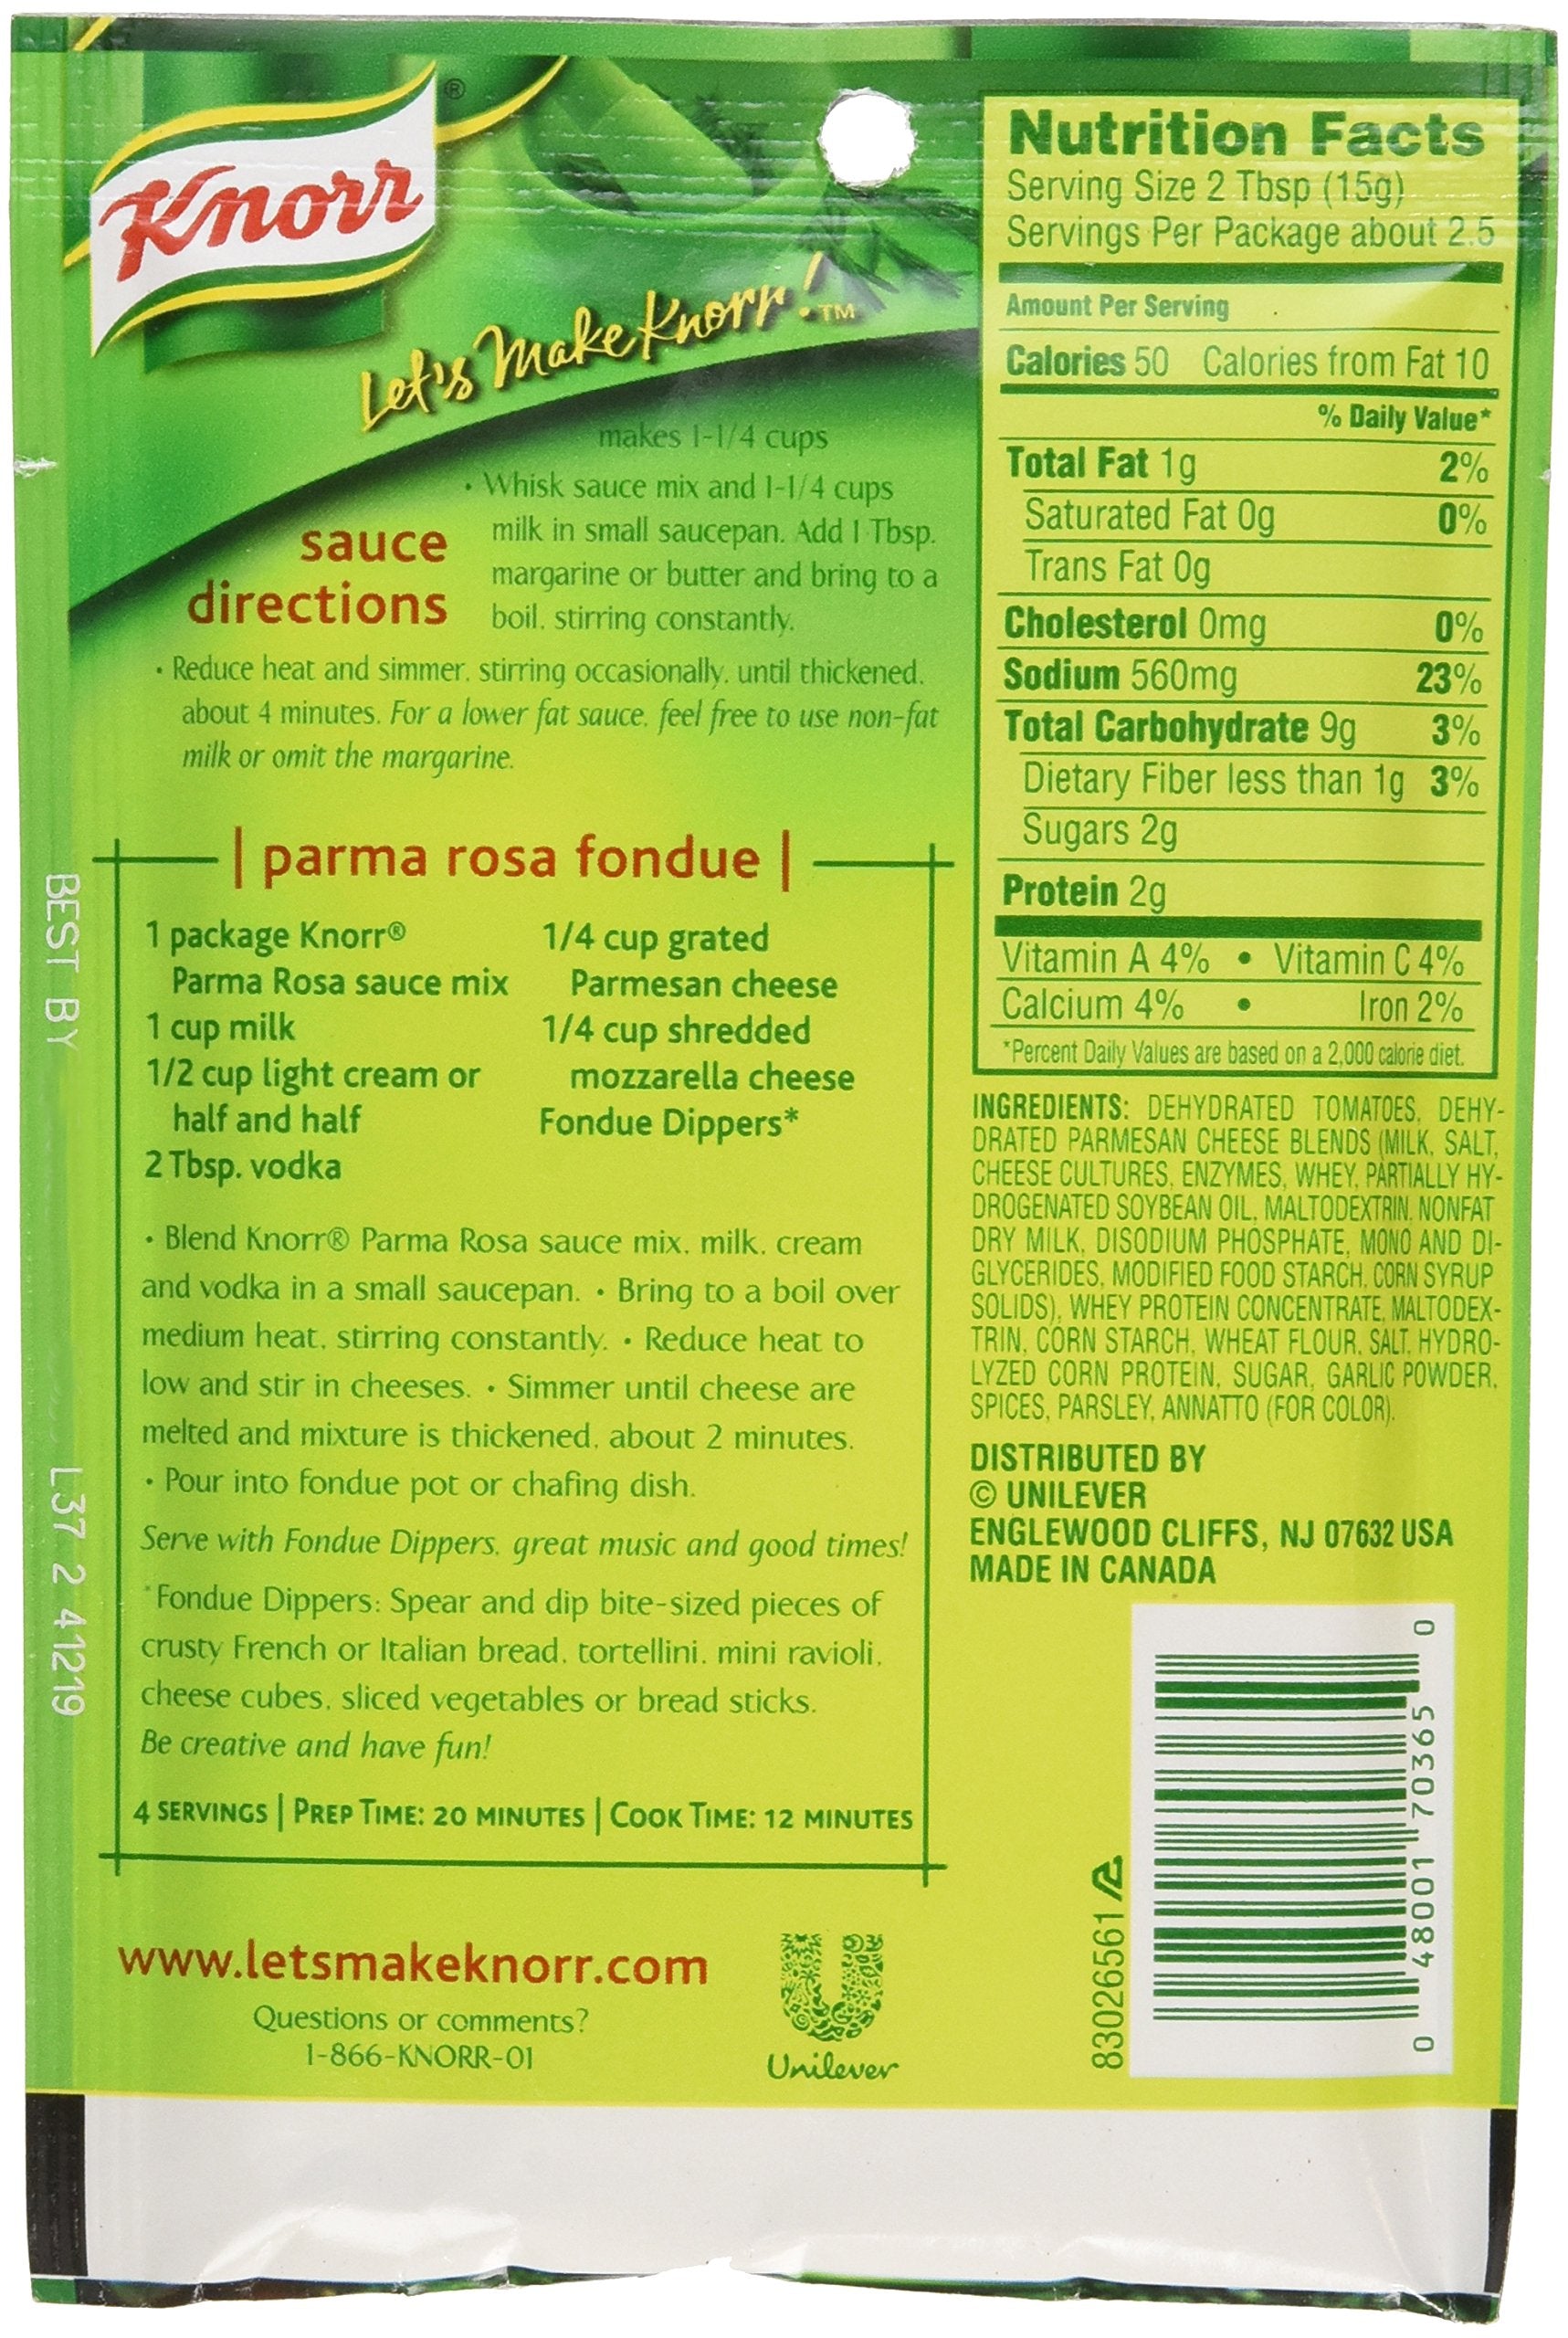 Knorr®
Let's Make Knorr!™
makes 1-1/4 cups
sauce
directions
• Whisk sauce mix and 1-1/4 cups
milk in small saucepan. Add 1 Tbsp.
margarine or butter and bring to a
boil, stirring constantly.
• Reduce heat and simmer, stirring occasionally, until thickened,
about 4 minutes. For a lower fat sauce, feel free to use non-fat
milk or omit the margarine.
| parma rosa fondue |
1 package Knorr®
Parma Rosa sauce mix
1 cup milk
1/2 cup light cream or
half and half
2 Tbsp. vodka
1/4 cup grated
Parmesan cheese
1/4 cup shredded
mozzarella cheese
Fondue Dippers*
• Blend Knorr® Parma Rosa sauce mix, milk, cream
and vodka in a small saucepan. • Bring to a boil over
medium heat, stirring constantly. • Reduce heat to
low and stir in cheeses. • Simmer until cheese are
melted and mixture is thickened, about 2 minutes.
• Pour into fondue pot or chafing dish.
Serve with Fondue Dippers, great music and good times!
*Fondue Dippers: Spear and dip bite-sized pieces of
crusty French or Italian bread, tortellini, mini ravioli,
cheese cubes, sliced vegetables or bread sticks.
Be creative and have fun!
4 SERVINGS | PREP TIME: 20 MINUTES | COOK TIME: 12 MINUTES
www.letsmakeknorr.com
Questions or comments?
1-866-KNORR-01
Unilever
BEST BY
L37 2 41219
Nutrition Facts
Serving Size 2 Tbsp (15g)
Servings Per Package about 2.5
Amount Per Serving
Calories 50 Calories from Fat 10
% Daily Value*
Total Fat 1g 2%
Saturated Fat 0g 0%
Trans Fat 0g
Cholesterol 0mg 0%
Sodium 560mg 23%
Total Carbohydrate 9g 3%
Dietary Fiber less than 1g 3%
Sugars 2g
Protein 2g
Vitamin A 4% • Vitamin C 4%
Calcium 4% • Iron 2%
*Percent Daily Values are based on a 2,000 calorie diet.
INGREDIENTS: DEHYDRATED TOMATOES, DEHY-
DRATED PARMESAN CHEESE BLENDS (MILK, SALT,
CHEESE CULTURES, ENZYMES, WHEY, PARTIALLY HY-
DROGENATED SOYBEAN OIL, MALTODEXTRIN, NONFAT
DRY MILK, DISODIUM PHOSPHATE, MONO AND DI-
GLYCERIDES, MODIFIED FOOD STARCH, CORN SYRUP
SOLIDS), WHEY PROTEIN CONCENTRATE, MALTODEX-
TRIN, CORN STARCH, WHEAT FLOUR, SALT, HYDRO-
LYZED CORN PROTEIN, SUGAR, GARLIC POWDER,
SPICES, PARSLEY, ANNATTO (FOR COLOR).
DISTRIBUTED BY
© UNILEVER
ENGLEWOOD CLIFFS, NJ 07632 USA
MADE IN CANADA
83026561
0 48001 70365 0